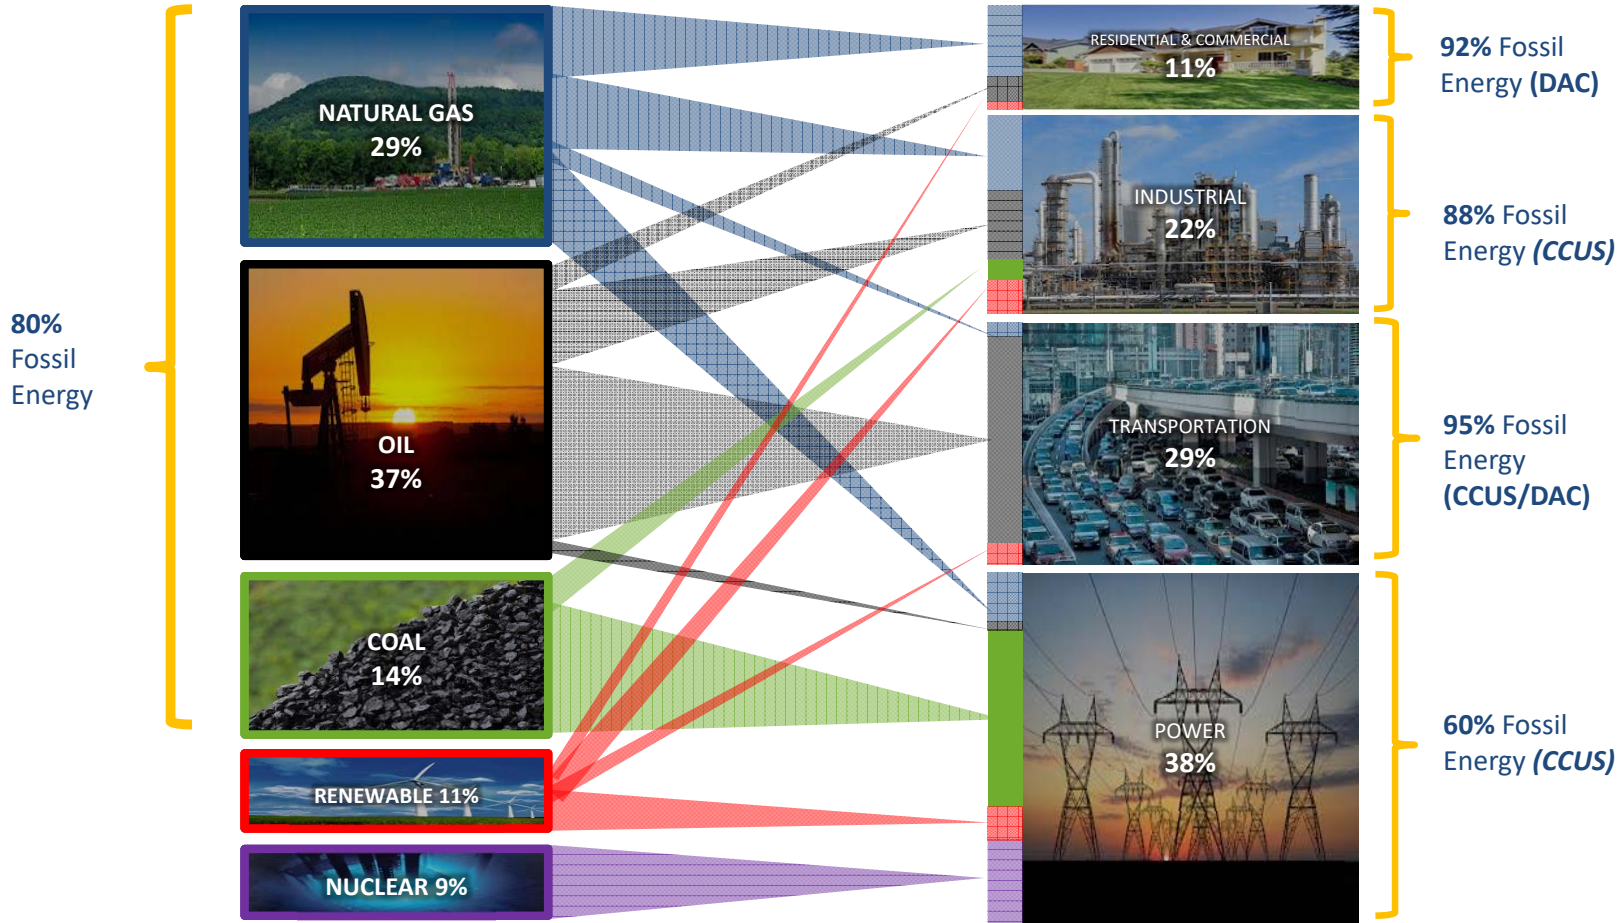 80%
Fossil
Energy
NATURAL GAS
29%
OIL
37%
COAL
14%
RENEWABLE 11%
NUCLEAR 9%
RESIDENTIAL & COMMERCIAL
11%
INDUSTRIAL
22%
TRANSPORTATION
29%
POWER
38%
92% Fossil
Energy (DAC)
88% Fossil
Energy (CCUS)
95% Fossil
Energy
(CCUS/DAC)
60% Fossil
Energy (CCUS)